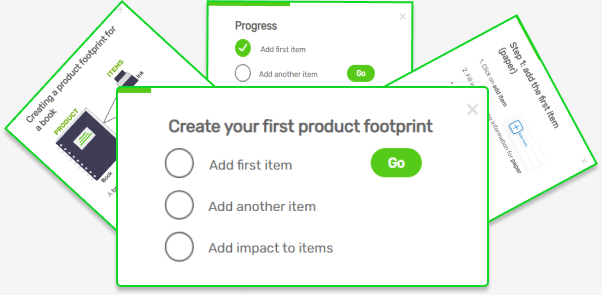 Creating a product footprint for
a book
ITEMS
Ink
PRODUCT
Book
Progress
Add first item
Add another item
Go
Step 1: add the first item
(paper)
1. Click on add item
2. Fill
information for paper
Create your first product footprint
Add first item
Go
Add another item
Add impact to items